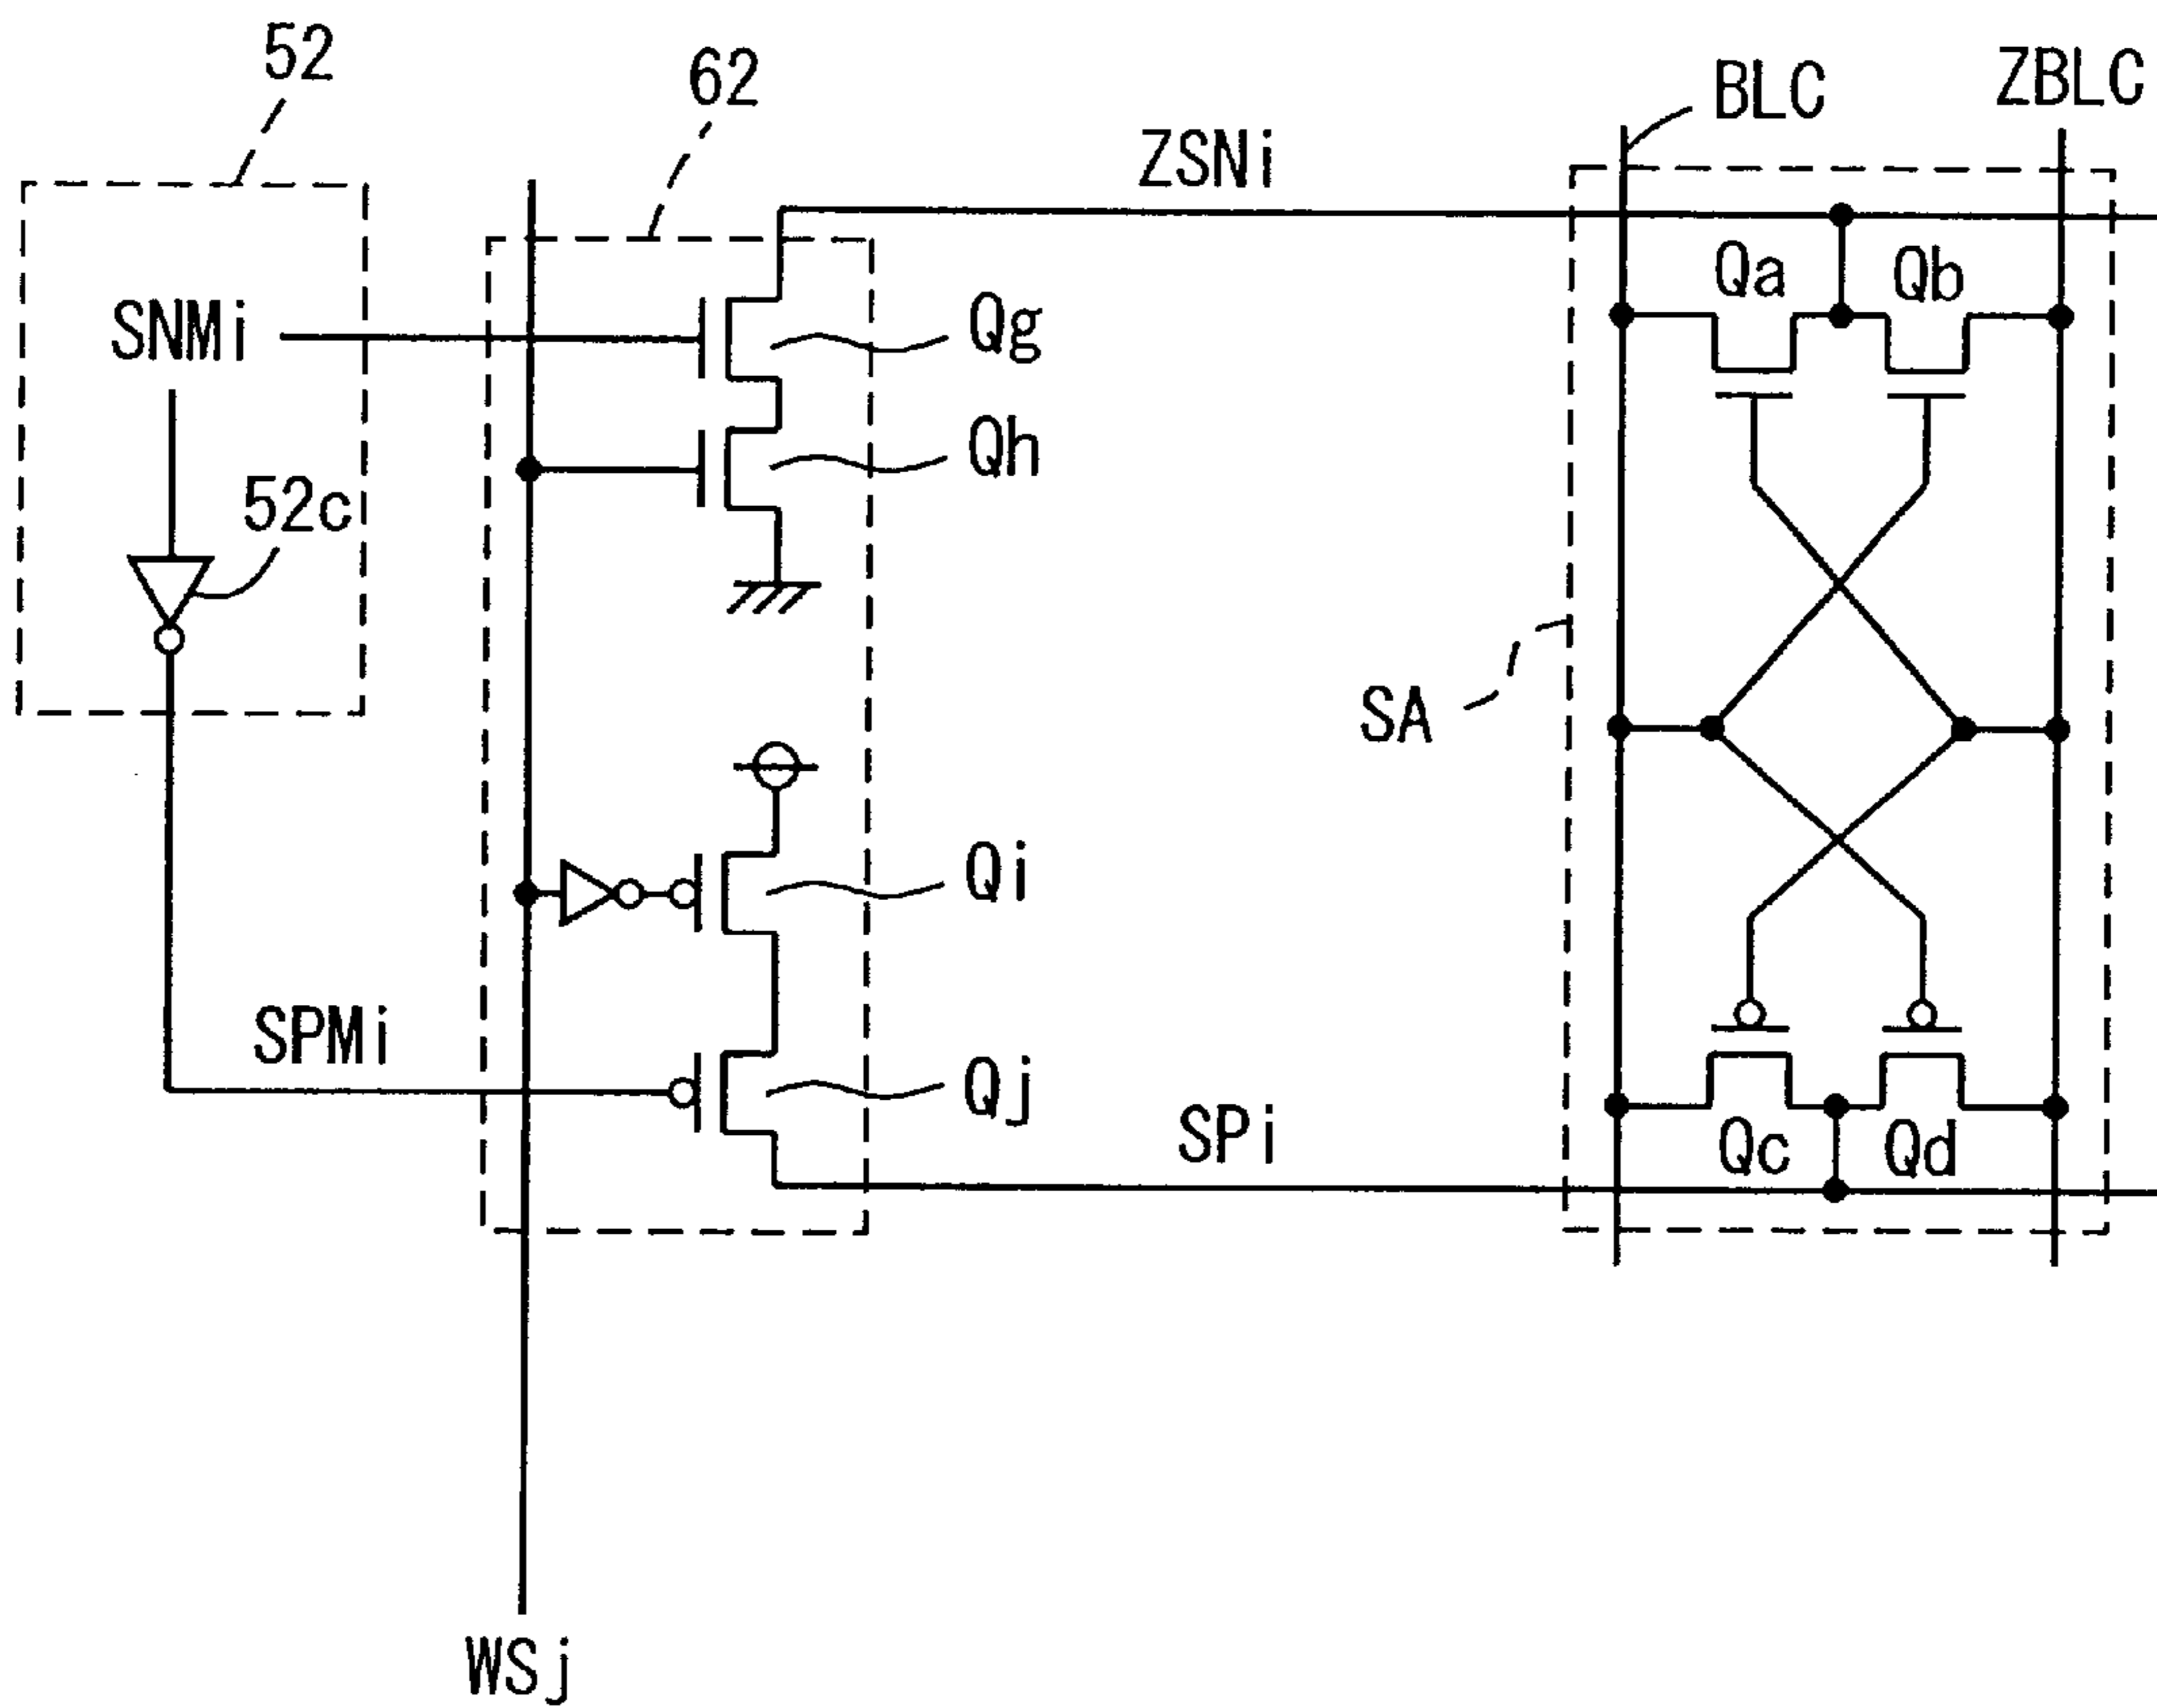 52
62
BLC
ZBLC
ZSNi
Qa
Qb
SNMi
Qg
Qh
52c
SA
Qi
SPMi
Qj
SPi
Qc
Qd
WSj